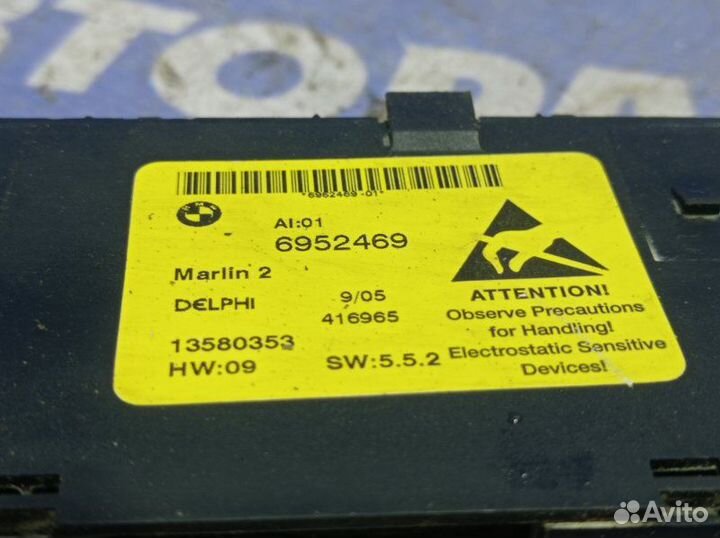 *6952469-01*
BMW
AI:01
6952469
Marlin 2
DELPHI
9/05
416965
13580353
HW:09
SW:5.5.2
ATTENTION!
Observe Precautions
for Handling!
Electrostatic Sensitive
Devices!
Avito